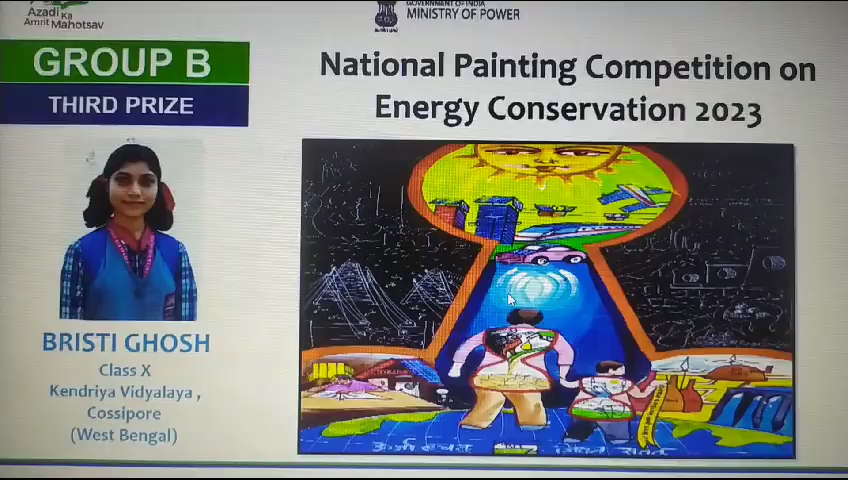 Azadi Ka
Amrit Mahotsav
GOVERNMENT OF INDIA
MINISTRY OF POWER
GROUP B
THIRD PRIZE
National Painting Competition on
Energy Conservation 2023
BRISTI GHOSH
Class X
Kendriya Vidyalaya ,
Cossipore
(West Bengal)